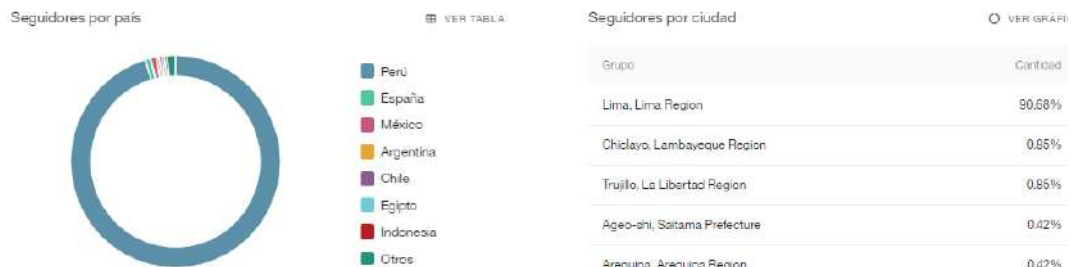 Seguidores por país
VER TABLA
Perú
España
México
Argentina
Chile
Egipto
Indonesia
Otros
Seguidores por ciudad
VER GRÁFI
Grupo
Cantidad
Lima, Lima Region
90.68%
Chiclayo, Lambayeque Region
0.85%
Trujillo, La Libertad Region
0.85%
Ageo-shi, Saitama Prefecture
0.42%
Arequipa, Arequipa Region
0.42%